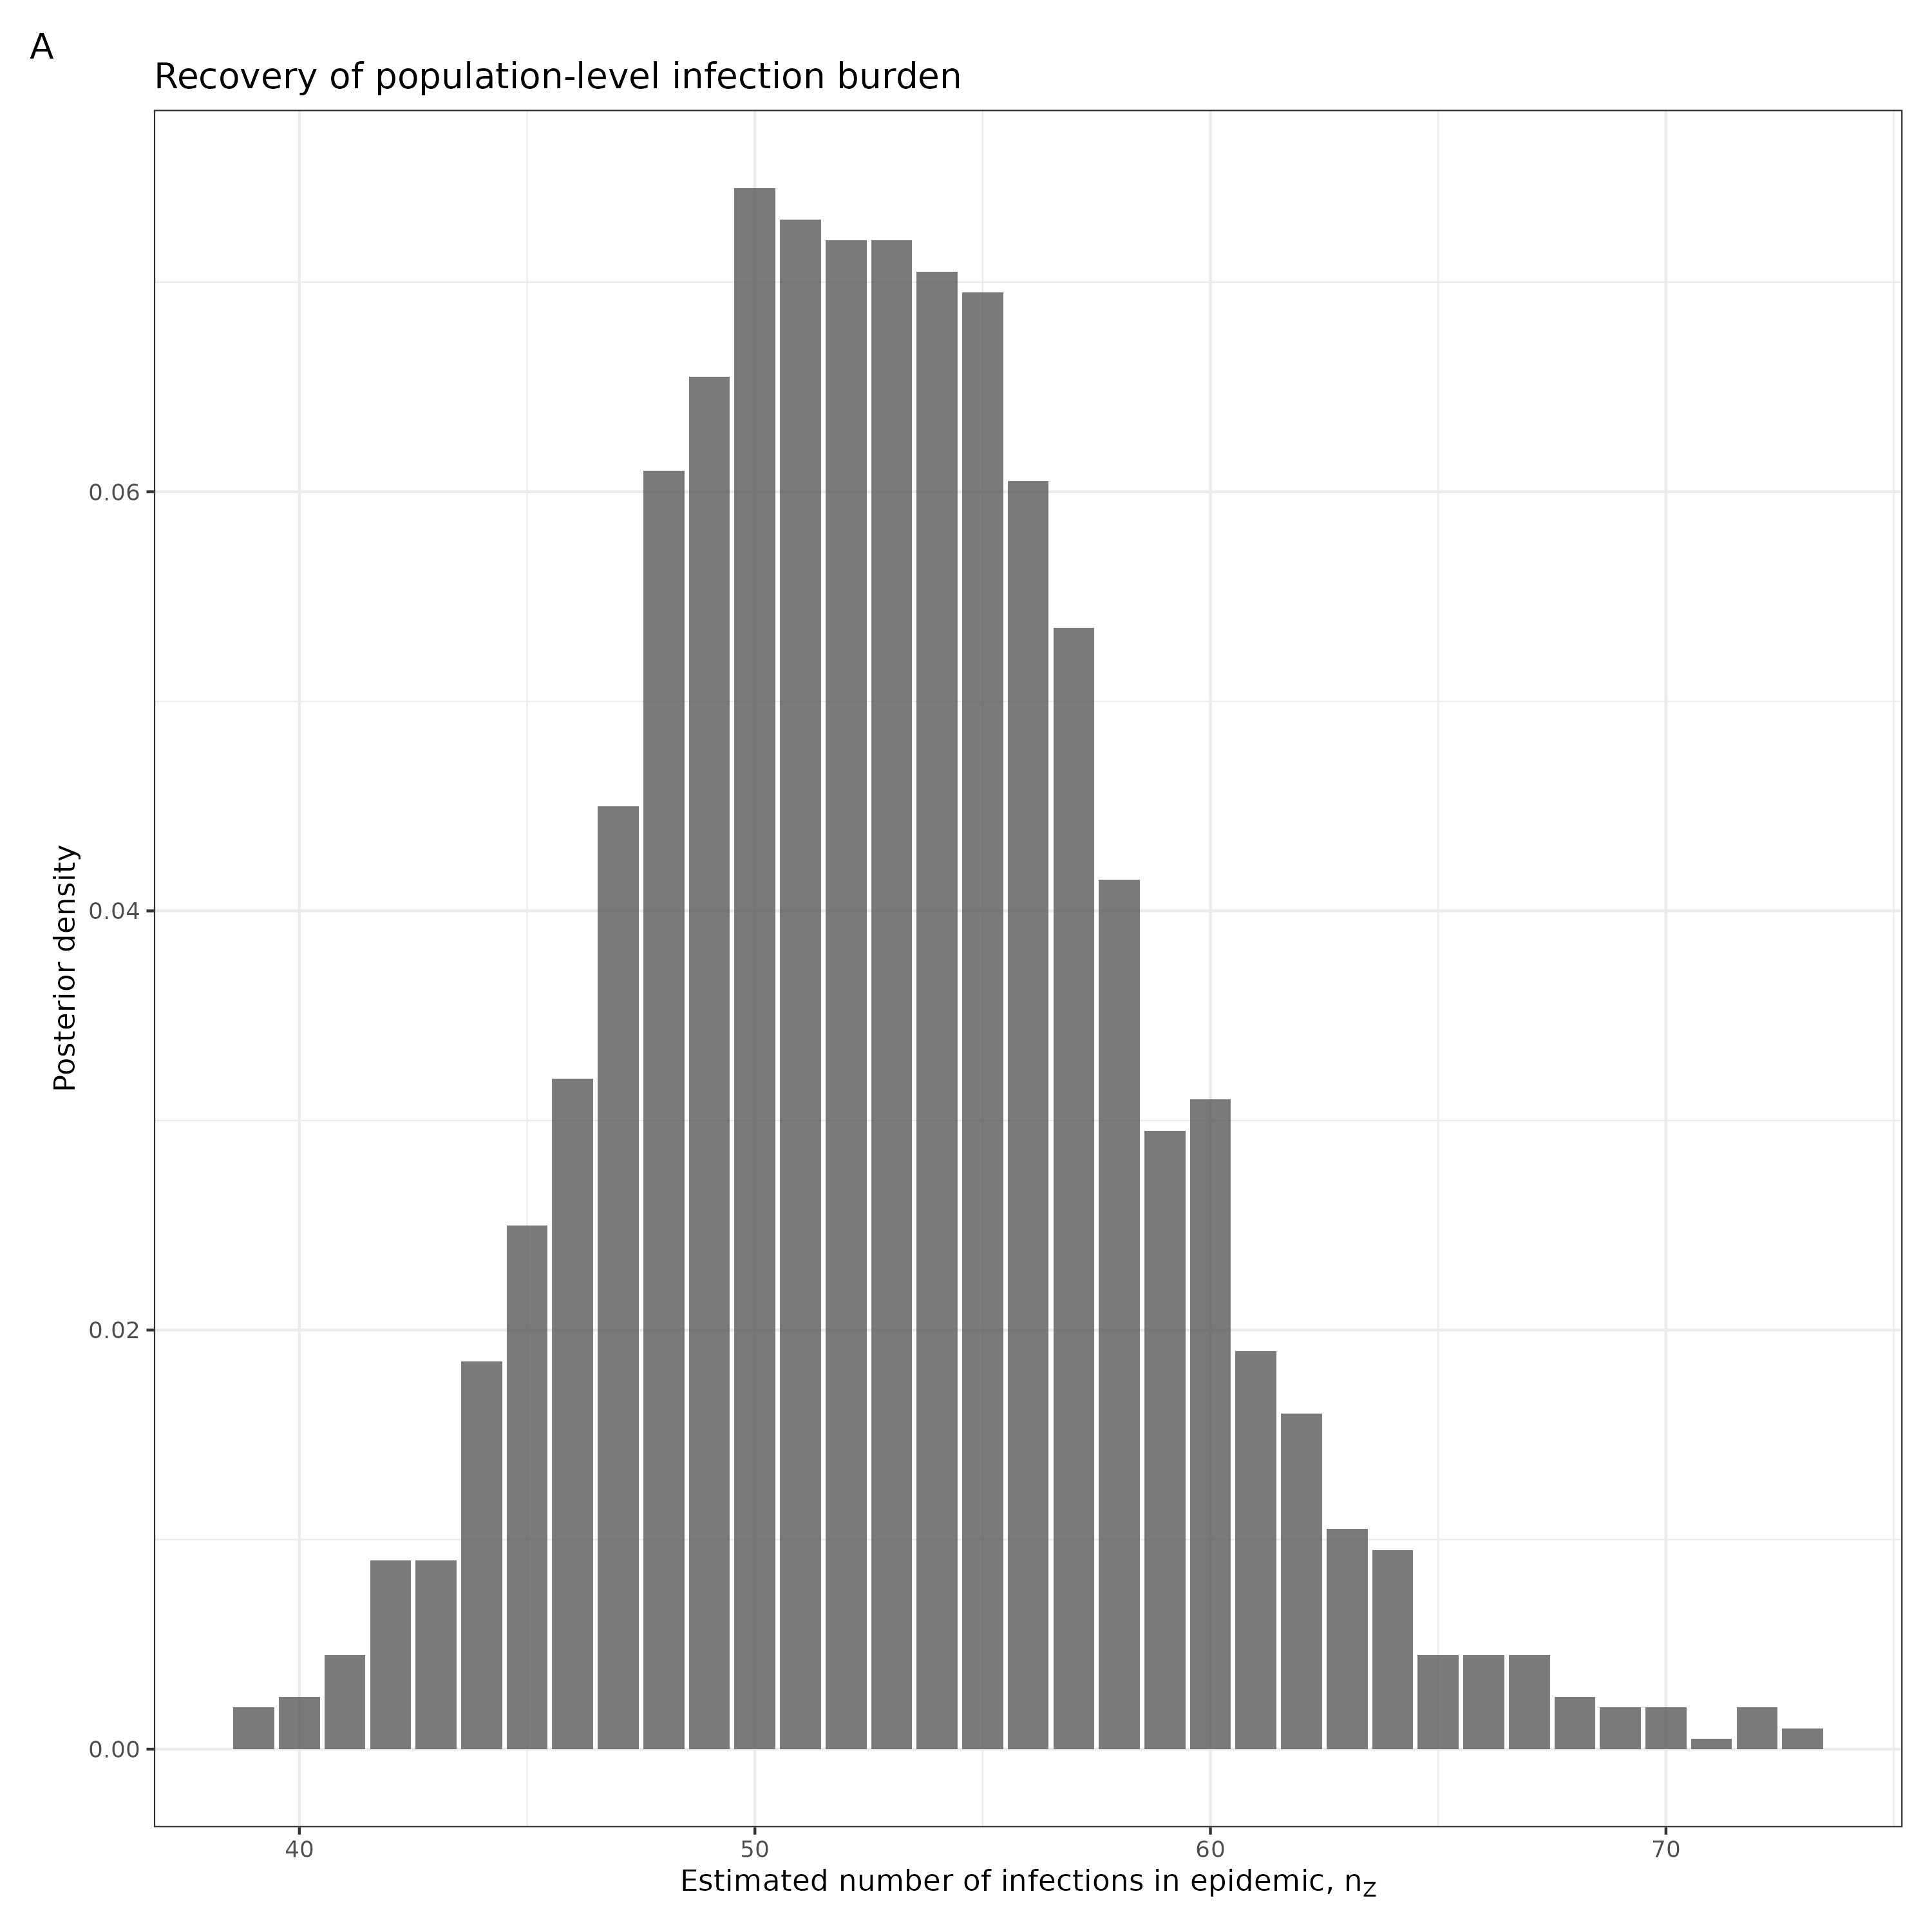 A
Recovery of population-level infection burden
Posterior density
0.06
0.04
0.02
0.00
40 50 60 70
Estimated number of infections in epidemic, nZ